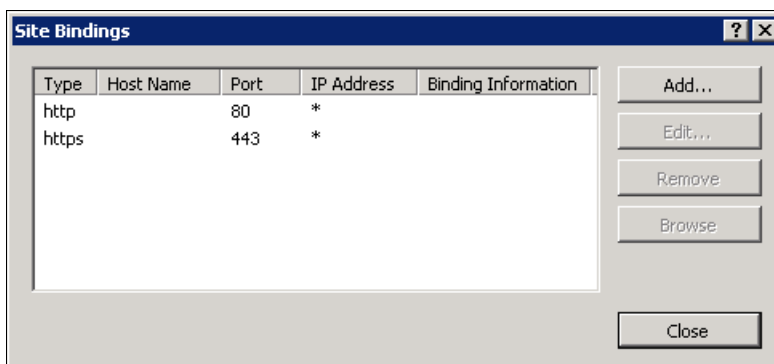 Site Bindings
Type Host Name Port IP Address Binding Information
http 80 *
https 443 *
Add...
Edit...
Remove
Browse
Close